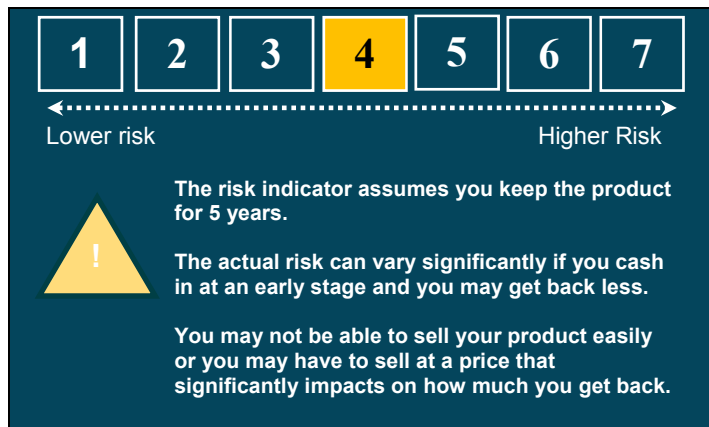 1 2 3 4 5 6 7
Lower risk Higher Risk
The risk indicator assumes you keep the product
for 5 years.
!
The actual risk can vary significantly if you cash
in at an early stage and you may get back less.
You may not be able to sell your product easily
or you may have to sell at a price that
significantly impacts on how much you get back.